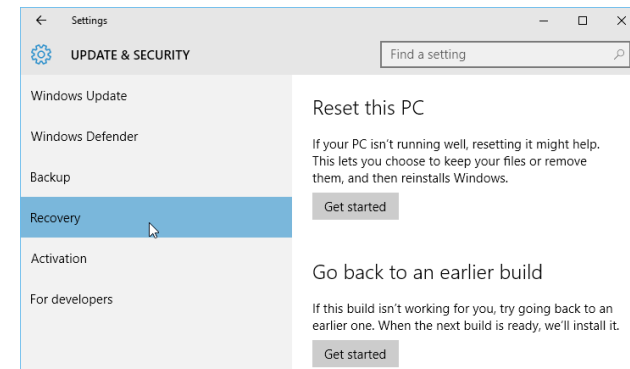 Settings
UPDATE & SECURITY
Find a setting
Windows Update
Windows Defender
Backup
Recovery
Activation
For developers
Reset this PC
If your PC isn't running well, resetting it might help.
This lets you choose to keep your files or remove
them, and then reinstalls Windows.
Get started
Go back to an earlier build
If this build isn't working for you, try going back to an
earlier one. When the next build is ready, we'll install it.
Get started